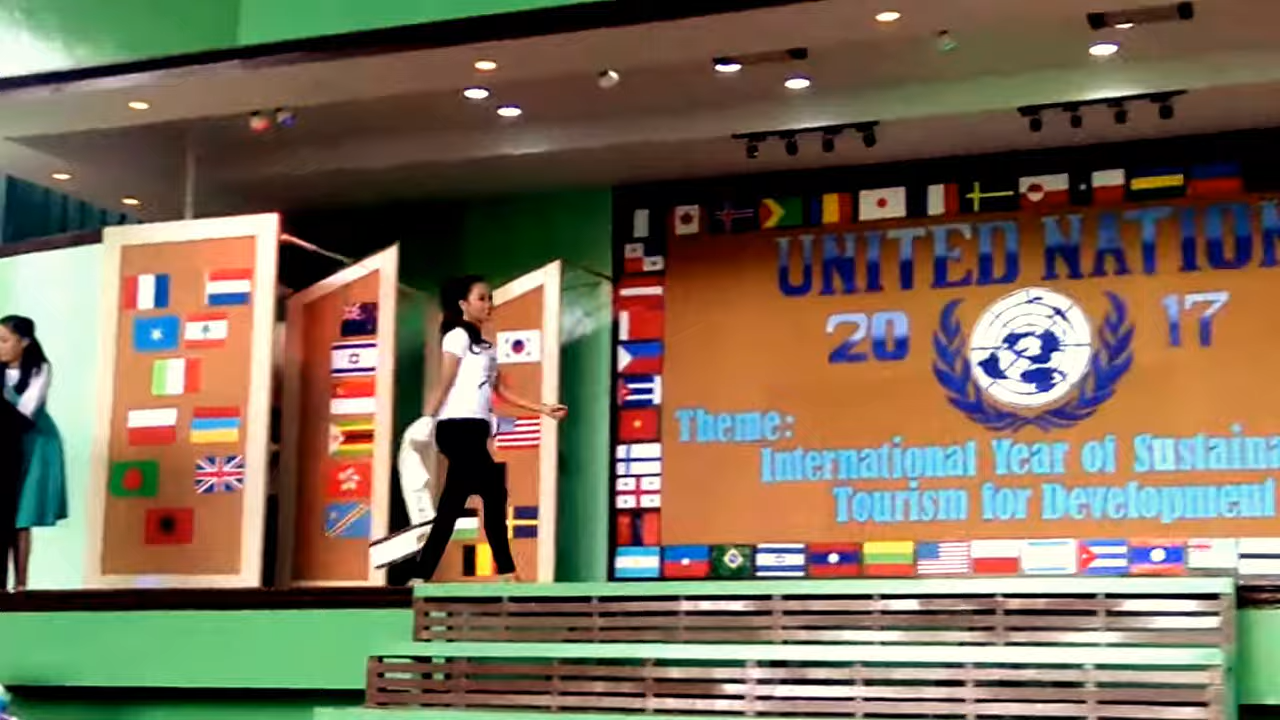 UNITED NATION
20 17
Theme:
International Year of Sustaina
Tourism for Development